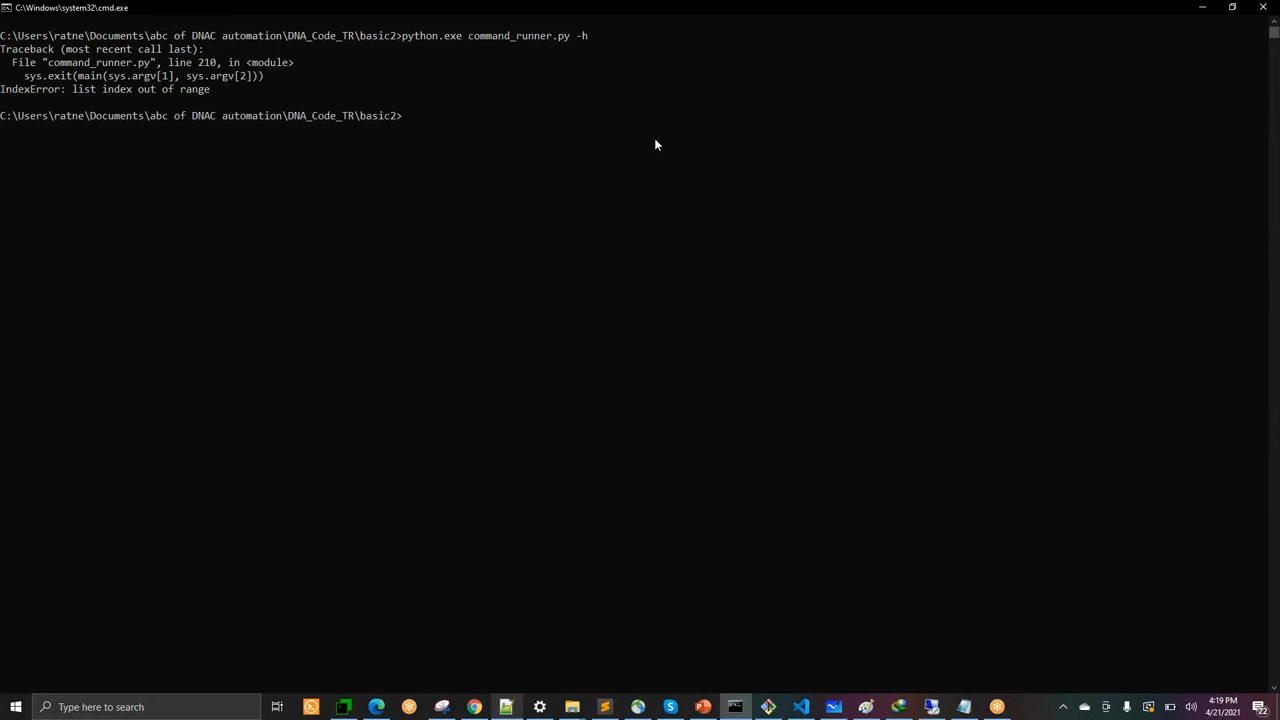 C:\Windows\system32\cmd.exe
C:\Users\ratne\Documents\abc of DNAC automation\DNA_Code_TR\basic2>python.exe command_runner.py -h
Traceback (most recent call last):
  File "command_runner.py", line 210, in <module>
    sys.exit(main(sys.argv[1], sys.argv[2]))
IndexError: list index out of range
C:\Users\ratne\Documents\abc of DNAC automation\DNA_Code_TR\basic2>
Type here to search
4:19 PM
4/21/2021